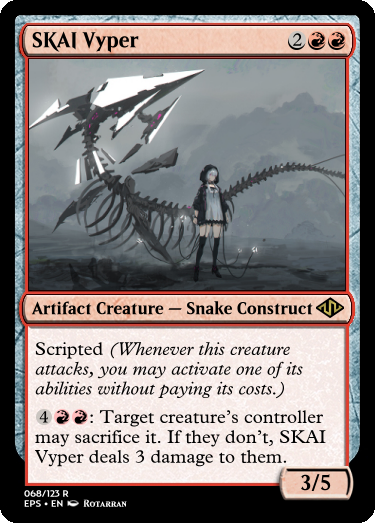 SKAI Vyper
2
Artifact Creature — Snake Construct
Scripted (Whenever this creature
attacks, you may activate one of its
abilities without paying its costs.)
4 : Target creature's controller
may sacrifice it. If they don't, SKAI
Vyper deals 3 damage to them.
3/5
068/123 R
EPS • EN Rotarran